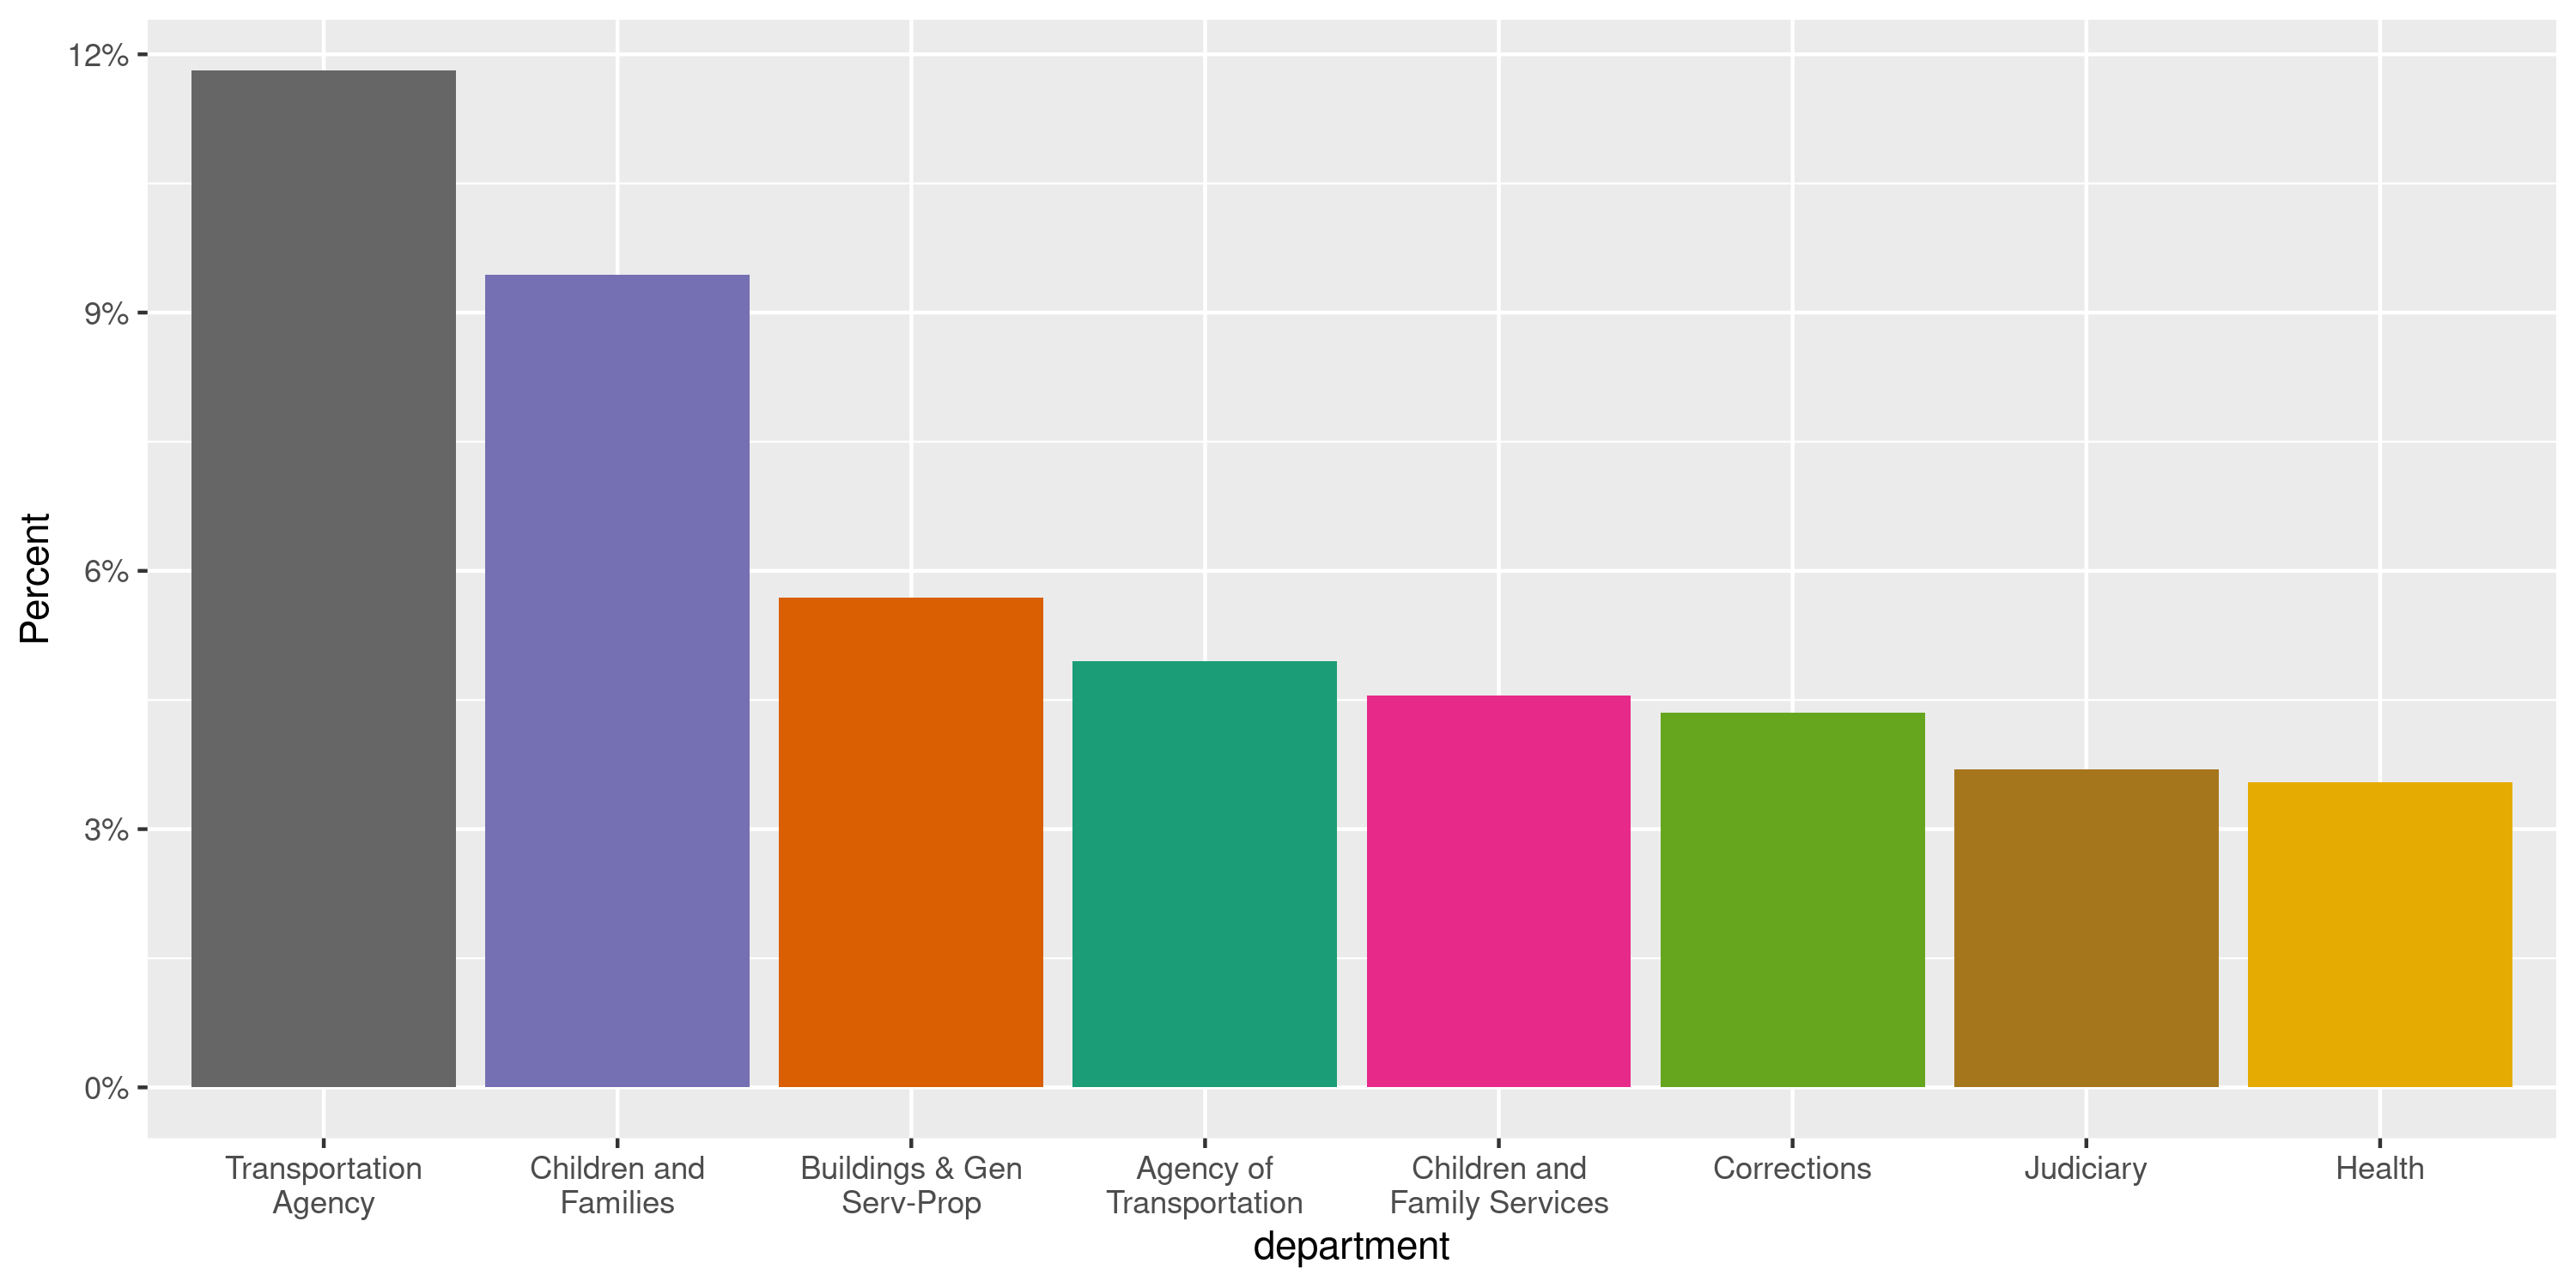 12%
9%
6%
3%
0%
Percent
Transportation
Agency
Children and
Families
Buildings & Gen
Serv-Prop
Agency of
Transportation
Children and
Family Services
Corrections
Judiciary
Health
department